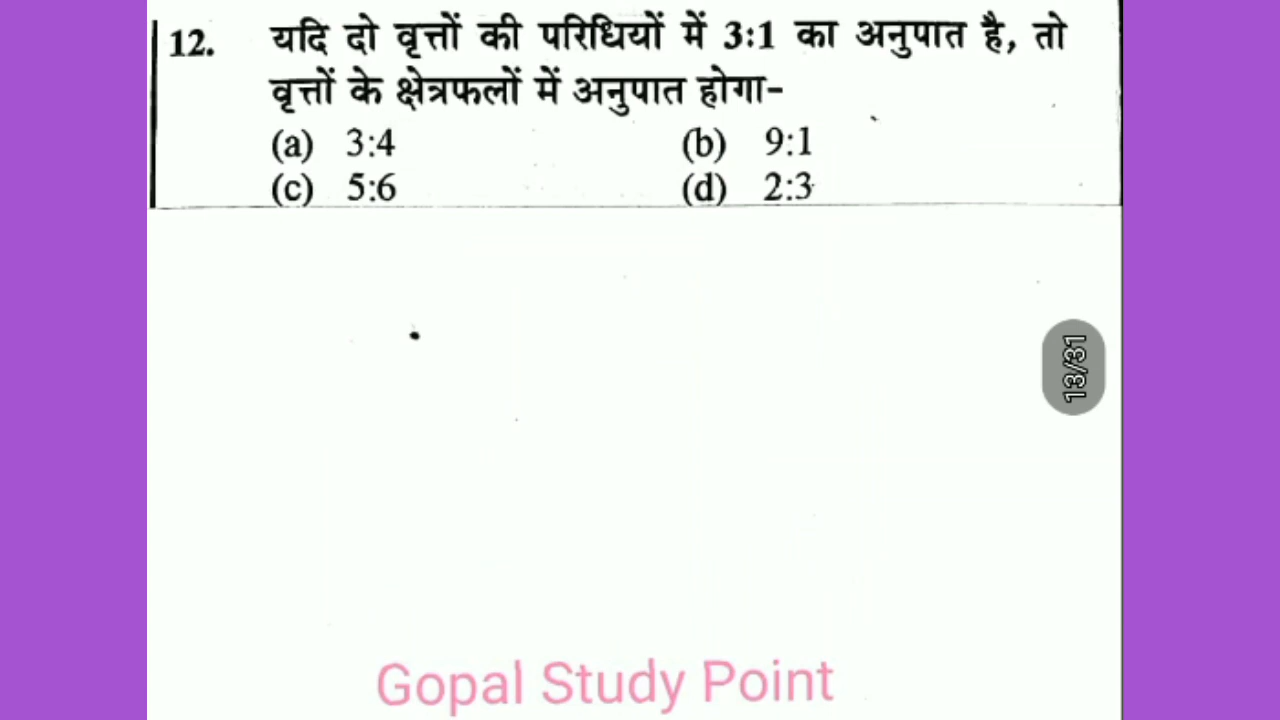 12. यदि दो वृत्तों की परिधियों में 3:1 का अनुपात है, तो
वृत्तों के क्षेत्रफलों में अनुपात होगा-
(a) 3:4 (b) 9:1
(c) 5:6 (d) 2:3
13/31
Gopal Study Point